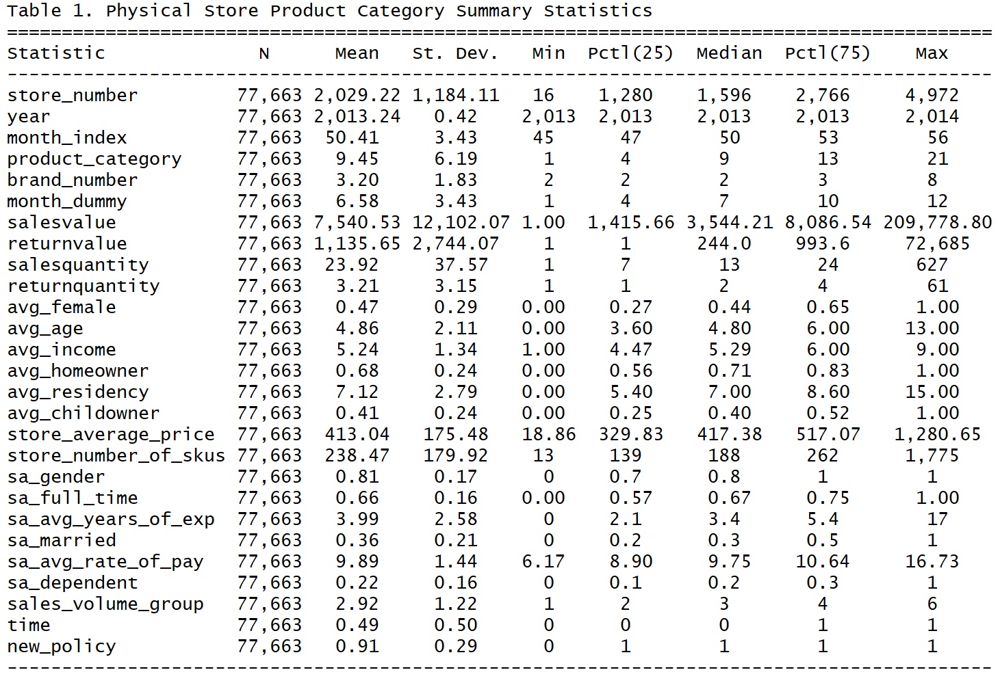 Table 1. Physical Store Product Category Summary Statistics
==========================================================================================
Statistic N Mean St. Dev. Min Pctl(25) Median Pctl(75) Max
------------------------------------------------------------------------------------------
store_number 77,663 2,029.22 1,184.11 16 1,280 1,596 2,766 4,972
year 77,663 2,013.24 0.42 2,013 2,013 2,013 2,013 2,014
month_index 77,663 50.41 3.43 45 47 50 53 56
product_category 77,663 9.45 6.19 1 4 9 13 21
brand_number 77,663 3.20 1.83 2 2 2 3 8
month_dummy 77,663 6.58 3.43 1 4 7 10 12
salesvalue 77,663 7,540.53 12,102.07 1.00 1,415.66 3,544.21 8,086.54 209,778.80
returnvalue 77,663 1,135.65 2,744.07 1 1 244.0 993.6 72,685
salesquantity 77,663 23.92 37.57 1 7 13 24 627
returnquantity 77,663 3.21 3.15 1 1 2 4 61
avg_female 77,663 0.47 0.29 0.00 0.27 0.44 0.65 1.00
avg_age 77,663 4.86 2.11 0.00 3.60 4.80 6.00 13.00
avg_income 77,663 5.24 1.34 1.00 4.47 5.29 6.00 9.00
avg_homeowner 77,663 0.68 0.24 0.00 0.56 0.71 0.83 1.00
avg_residency 77,663 7.12 2.79 0.00 5.40 7.00 8.60 15.00
avg_childowner 77,663 0.41 0.24 0.00 0.25 0.40 0.52 1.00
store_average_price 77,663 413.04 175.48 18.86 329.83 417.38 517.07 1,280.65
store_number_of_skus 77,663 238.47 179.92 13 139 188 262 1,775
sa_gender 77,663 0.81 0.17 0 0.7 0.8 1 1
sa_full_time 77,663 0.66 0.16 0.00 0.57 0.67 0.75 1.00
sa_avg_years_of_exp 77,663 3.99 2.58 0 2.1 3.4 5.4 17
sa_married 77,663 0.36 0.21 0 0.2 0.3 0.5 1
sa_avg_rate_of_pay 77,663 9.89 1.44 6.17 8.90 9.75 10.64 16.73
sa_dependent 77,663 0.22 0.16 0 0.1 0.2 0.3 1
sales_volume_group 77,663 2.92 1.22 1 2 3 4 6
time 77,663 0.49 0.50 0 0 0 1 1
new_policy 77,663 0.91 0.29 0 1 1 1 1
------------------------------------------------------------------------------------------